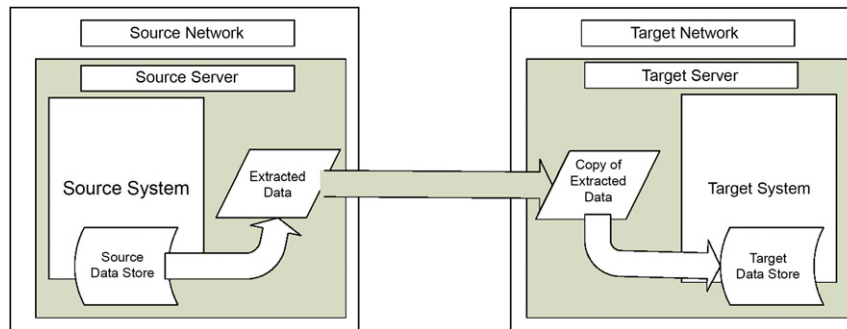 Source Network
Source Server
Source System
Extracted
Data
Source
Data Store
Target Network
Target Server
Copy of
Extracted
Data
Target System
Target
Data Store